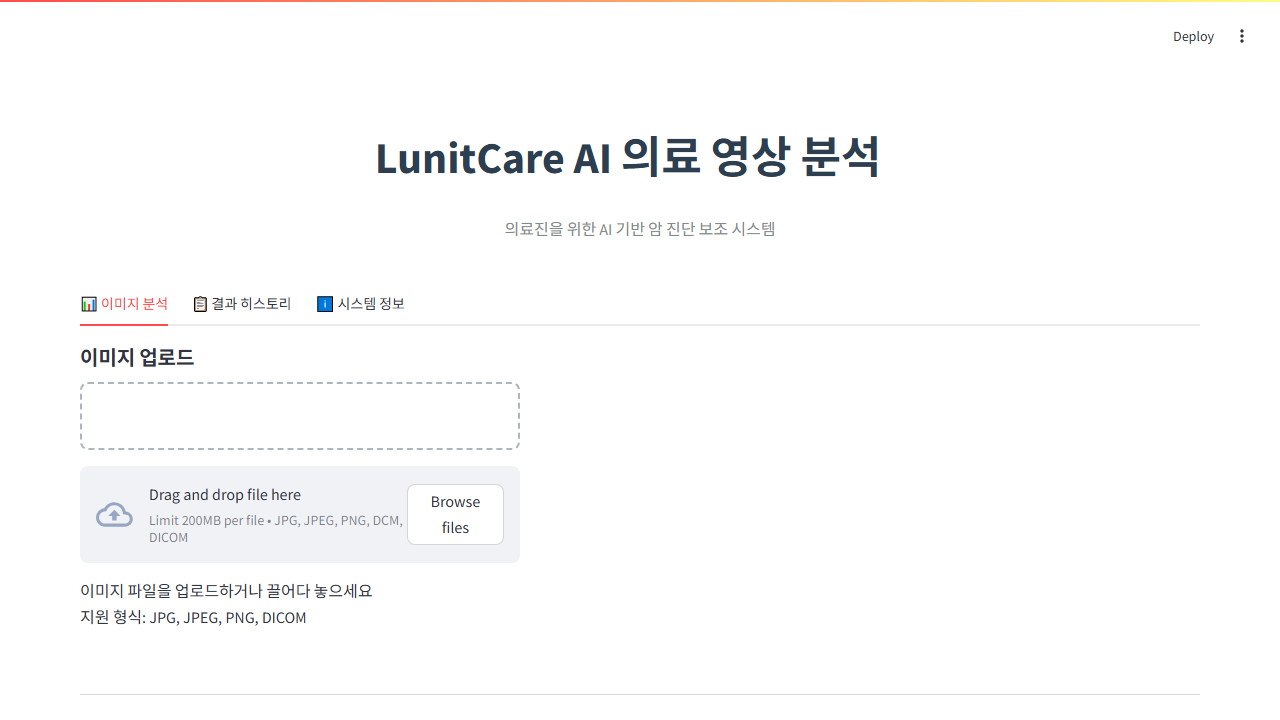 Deploy
LunitCare AI 의료 영상 분석
의료진을 위한 AI 기반 암 진단 보조 시스템
이미지 분석
결과 히스토리
시스템 정보
이미지 업로드
Drag and drop file here
Limit 200MB per file • JPG, JPEG, PNG, DCM,
DICOM
Browse
files
이미지 파일을 업로드하거나 끌어다 놓으세요
지원 형식: JPG, JPEG, PNG, DICOM